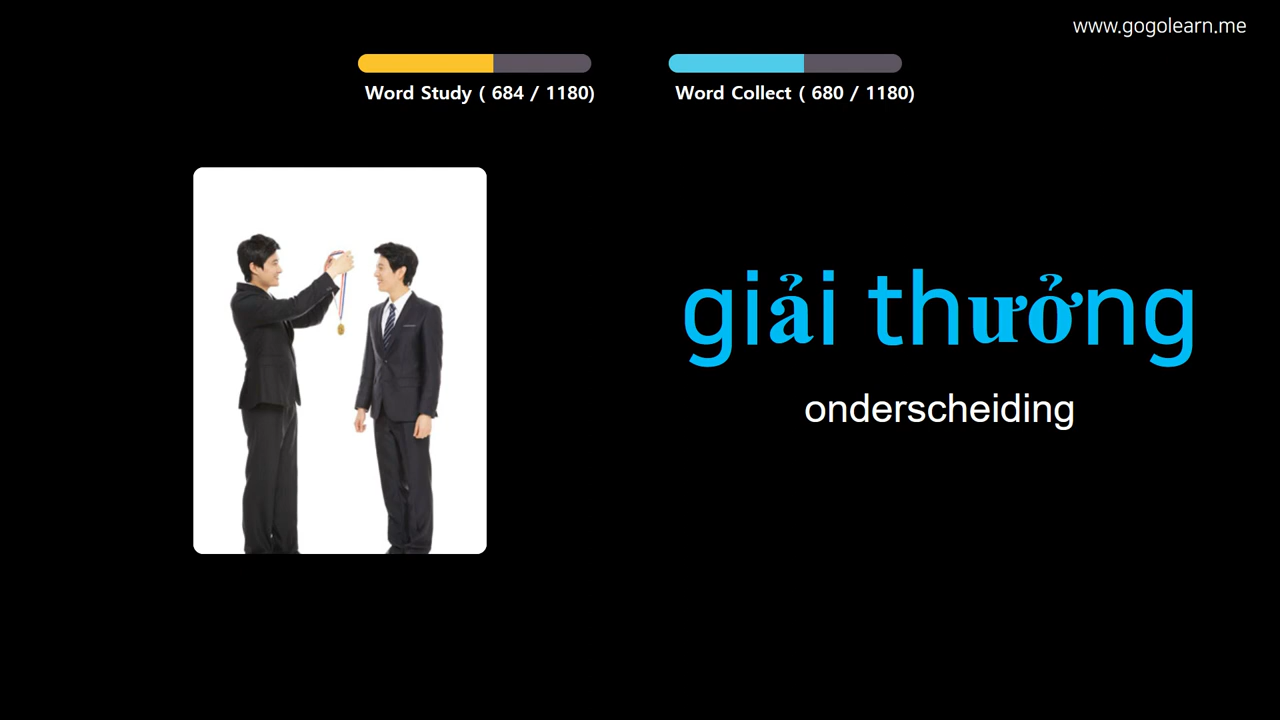 www.gogolearn.me
Word Study ( 684 / 1180)
Word Collect ( 680 / 1180)
giải thưởng
onderscheiding